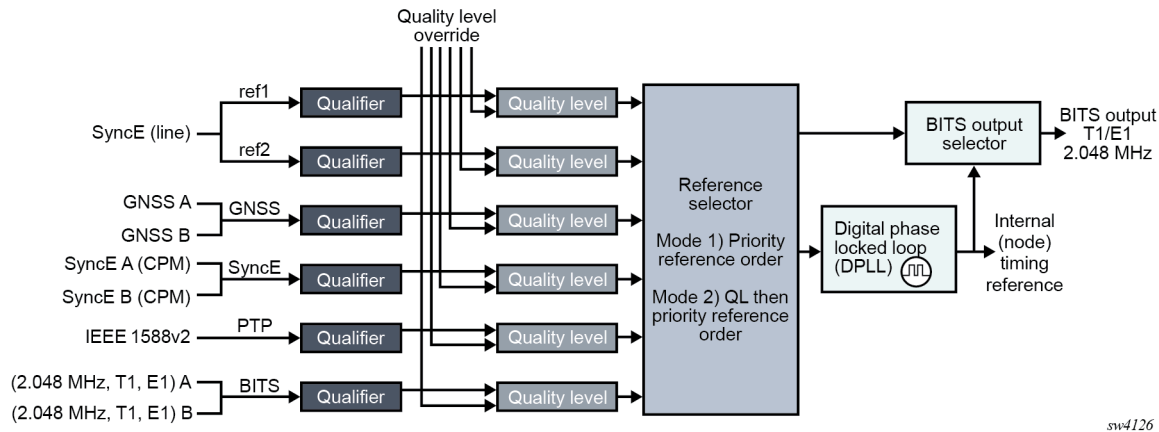 Quality level
override
SyncE (line)
ref1
Qualifier
Quality level
ref2
Qualifier
Quality level
GNSS A
GNSS B
GNSS
Qualifier
Quality level
SyncE A (CPM)
SyncE B (CPM)
SyncE
Qualifier
Quality level
IEEE 1588v2
PTP
Qualifier
Quality level
(2.048 MHz, T1, E1) A
(2.048 MHz, T1, E1) B
BITS
Qualifier
Quality level
Reference
selector
Mode 1) Priority
reference order
Mode 2) QL then
priority reference
order
BITS output
selector
BITS output
T1/E1
2.048 MHz
Digital phase
locked loop
(DPLL)
Internal
(node)
timing
reference
sw4126